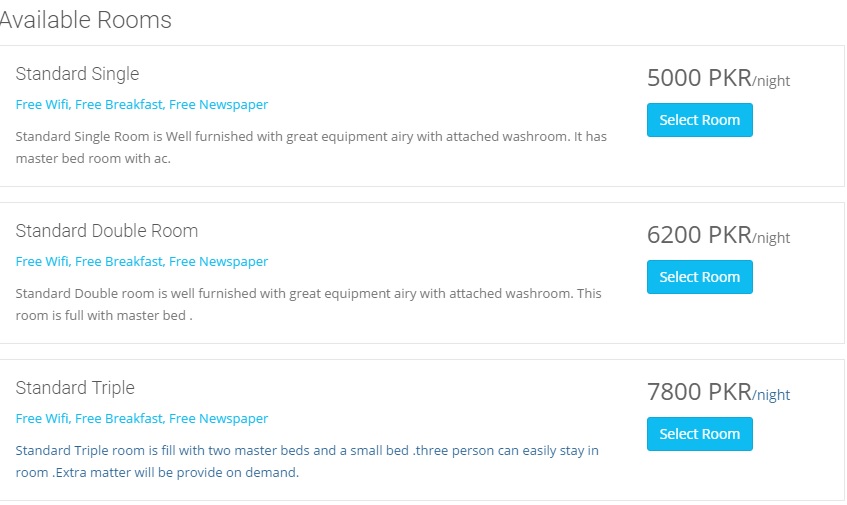 Available Rooms
Standard Single
5000 PKR/night
Free Wifi, Free Breakfast, Free Newspaper
Select Room
Standard Single Room is Well furnished with great equipment airy with attached washroom. It has
master bed room with ac.
Standard Double Room
6200 PKR/night
Free Wifi, Free Breakfast, Free Newspaper
Select Room
Standard Double room is well furnished with great equipment airy with attached washroom. This
room is full with master bed .
Standard Triple
7800 PKR/night
Free Wifi, Free Breakfast, Free Newspaper
Select Room
Standard Triple room is fill with two master beds and a small bed .three person can easily stay in
room .Extra matter will be provide on demand.